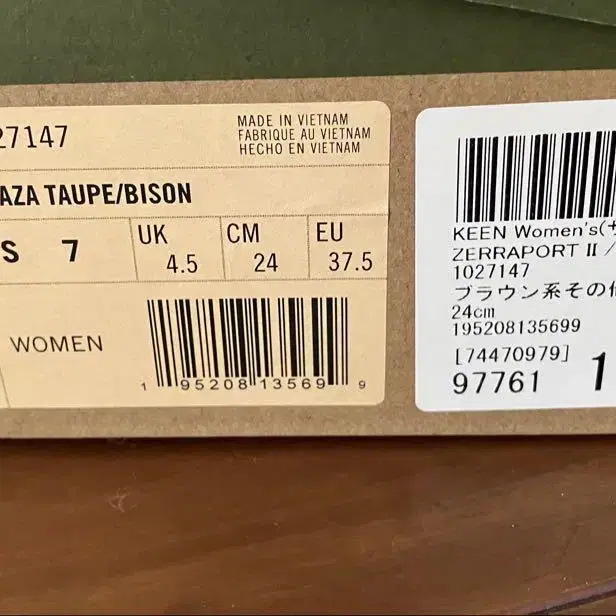 27147
MADE IN VIETNAM
FABRIQUE AU VIETNAM
HECHO EN VIETNAM
AZA TAUPE/BISON
S 7
UK 4.5
CM 24
EU 37.5
WOMEN
1 95208 13569 9
KEEN Women's(サ
ZERRAPORT II /
1027147
ブラウン系その他
24cm
195208135699
[74470979]
97761 1